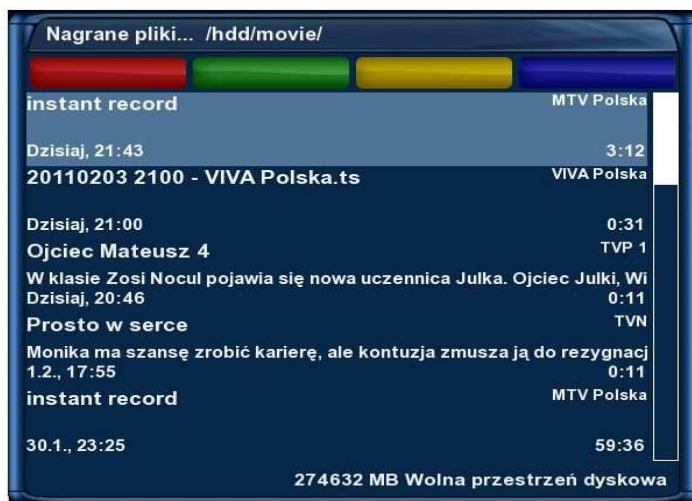 Nagrane pliki... /hdd/movie/
instant record MTV Polska
Dzisiaj, 21:43 3:12
20110203 2100 - VIVA Polska.ts VIVA Polska
Dzisiaj, 21:00 0:31
Ojciec Mateusz 4 TVP 1
W klasie Zosi Nocul pojawia się nowa uczennica Julka. Ojciec Julki, Wi
Dzisiaj, 20:46 0:11
Prosto w serce TVN
Monika ma szansę zrobić karierę, ale kontuzja zmusza ją do rezygnacj
1.2., 17:55 0:11
instant record MTV Polska
30.1., 23:25 59:36
274632 MB Wolna przestrzeń dyskowa